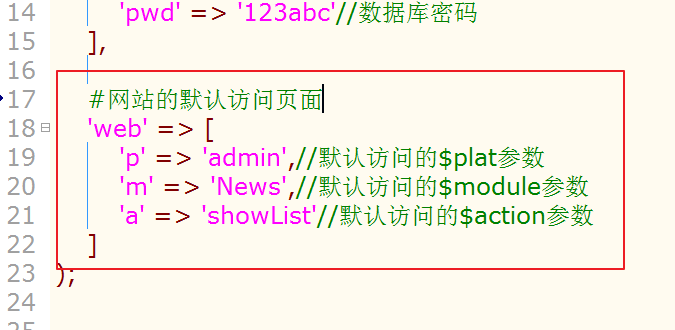 14 'pwd' => '123abc'//数据库密码
15 ],
16
17 #网站的默认访问页面
18 'web' => [
19 'p' => 'admin',//默认访问的$plat参数
20 'm' => 'News',//默认访问的$module参数
21 'a' => 'showList'//默认访问的$action参数
22 ]
23 );
24
25